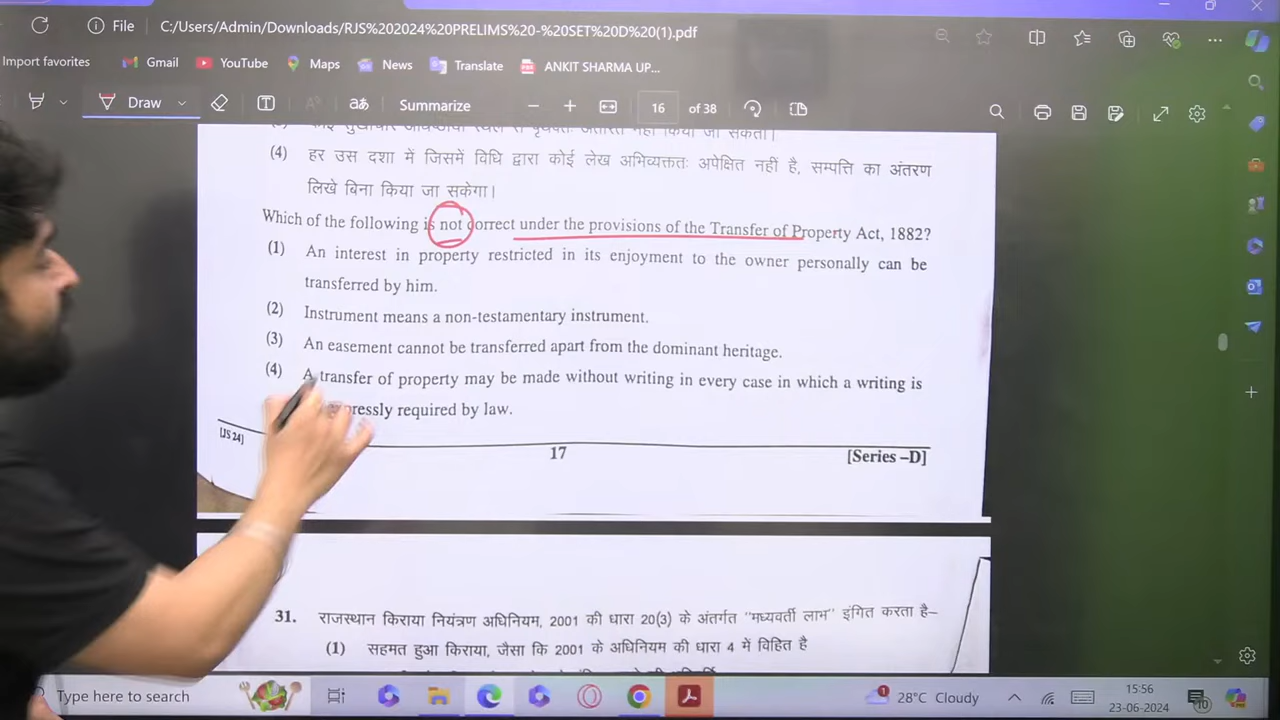 File
C:/Users/Admin/Downloads/RJS%202024%20PRELIMS%20-%20SET%20D%20(1).pdf
Import favorites
Gmail
YouTube
Maps
News
Translate
ANKIT SHARMA UP...
Draw
T
aあ
Summarize
16
of 38
(4) हर उस दशा में जिसमें विधि द्वारा कोई लेख अभिव्यक्ततः अपेक्षित नहीं है, सम्पत्ति का अंतरण
लिखे बिना किया जा सकेगा।
Which of the following is not correct under the provisions of the Transfer of Property Act, 1882?
(1) An interest in property restricted in its enjoyment to the owner personally can be
transferred by him.
(2) Instrument means a non-testamentary instrument.
(3) An easement cannot be transferred apart from the dominant heritage.
(4) A transfer of property may be made without writing in every case in which a writing is
required by law.
[JS 24]
17
[Series –D]
31. राजस्थान किराया नियंत्रण अधिनियम, 2001 की धारा 20(3) के अंतर्गत "मध्यवर्ती लाभ" इंगित करता है–
(1) सहमत हुआ किराया, जैसा कि 2001 के अधिनियम की धारा 4 में विहित है
Type here to search
28°C Cloudy
15:56
23-06-2024